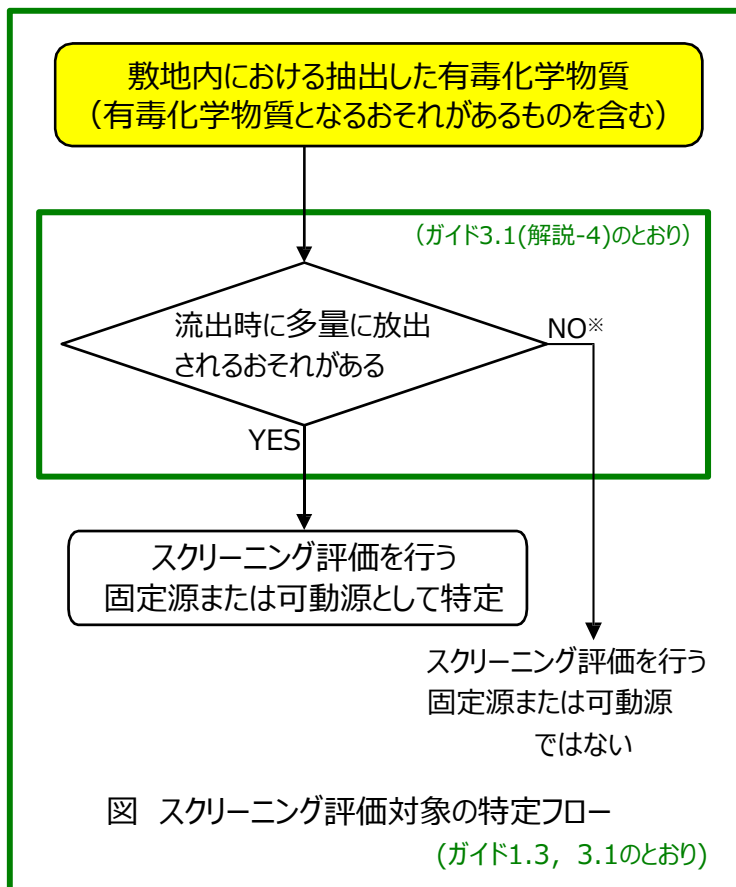 敷地内における抽出した有毒化学物質
（有毒化学物質となるおそれがあるものを含む）
（ガイド3.1(解説-4)のとおり）
流出時に多量に放出
されるおそれがある
NO※
YES
スクリーニング評価を行う
固定源または可動源として特定
スクリーニング評価を行う
固定源または可動源
ではない
図　スクリーニング評価対象の特定フロー
(ガイド1.3，3.1のとおり)